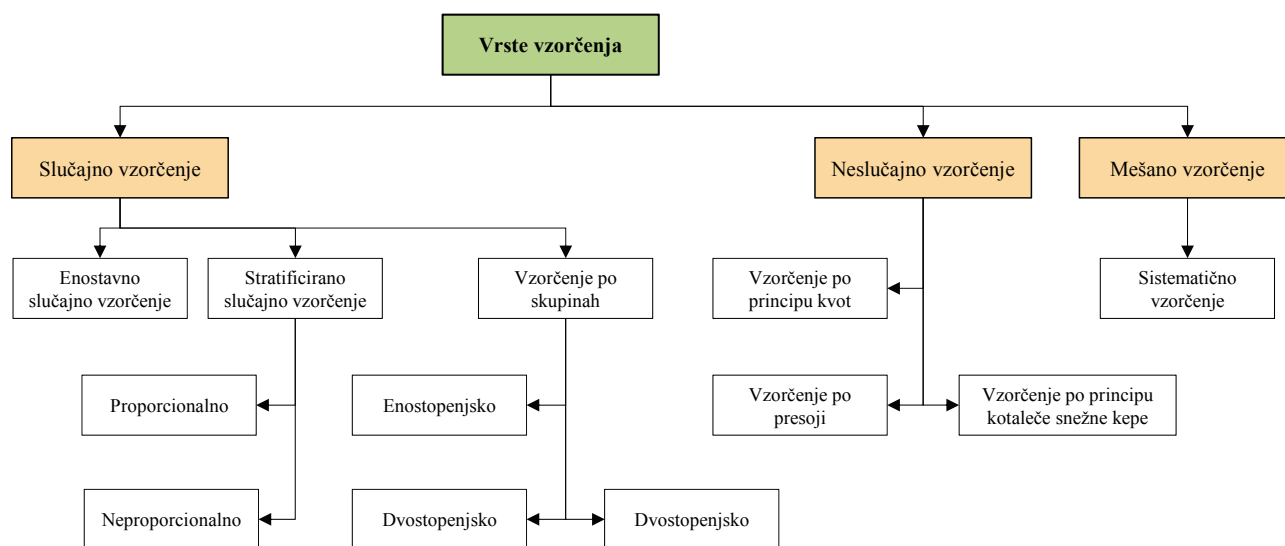 Vrste vzorčenja
Slučajno vzorčenje
Neslučajno vzorčenje
Mešano vzorčenje
Enostavno
slučajno vzorčenje
Stratificirano
slučajno vzorčenje
Vzorčenje po
skupinah
Vzorčenje po
principu kvot
Sistematično
vzorčenje
Proporcionalno
Enostopenjsko
Vzorčenje po
presoji
Vzorčenje po principu
kotaleče snežne kepe
Neproporcionalno
Dvostopenjsko
Dvostopenjsko